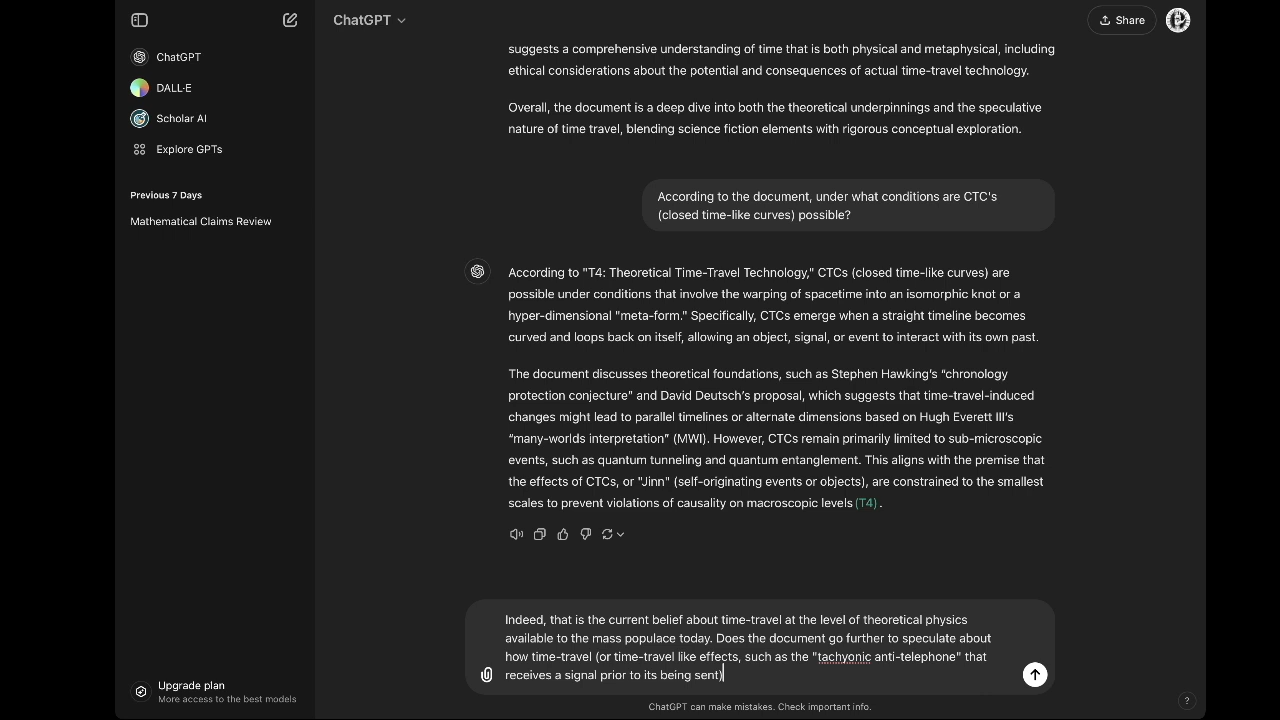 ChatGPT
Share
ChatGPT
DALL·E
Scholar AI
Explore GPTs
Previous 7 Days
Mathematical Claims Review
suggests a comprehensive understanding of time that is both physical and metaphysical, including
ethical considerations about the potential and consequences of actual time-travel technology.
Overall, the document is a deep dive into both the theoretical underpinnings and the speculative
nature of time travel, blending science fiction elements with rigorous conceptual exploration.
According to the document, under what conditions are CTC's
(closed time-like curves) possible?
According to "T4: Theoretical Time-Travel Technology," CTCs (closed time-like curves) are
possible under conditions that involve the warping of spacetime into an isomorphic knot or a
hyper-dimensional "meta-form." Specifically, CTCs emerge when a straight timeline becomes
curved and loops back on itself, allowing an object, signal, or event to interact with its own past.
The document discusses theoretical foundations, such as Stephen Hawking's “chronology
protection conjecture” and David Deutsch's proposal, which suggests that time-travel-induced
changes might lead to parallel timelines or alternate dimensions based on Hugh Everett III's
“many-worlds interpretation” (MWI). However, CTCs remain primarily limited to sub-microscopic
events, such as quantum tunneling and quantum entanglement. This aligns with the premise that
the effects of CTCs, or "Jinn" (self-originating events or objects), are constrained to the smallest
scales to prevent violations of causality on macroscopic levels (T4) .
Indeed, that is the current belief about time-travel at the level of theoretical physics
available to the mass populace today. Does the document go further to speculate about
how time-travel (or time-travel like effects, such as the "tachyonic anti-telephone" that
receives a signal prior to its being sent)
Upgrade plan
More access to the best models
ChatGPT can make mistakes. Check important info.
?